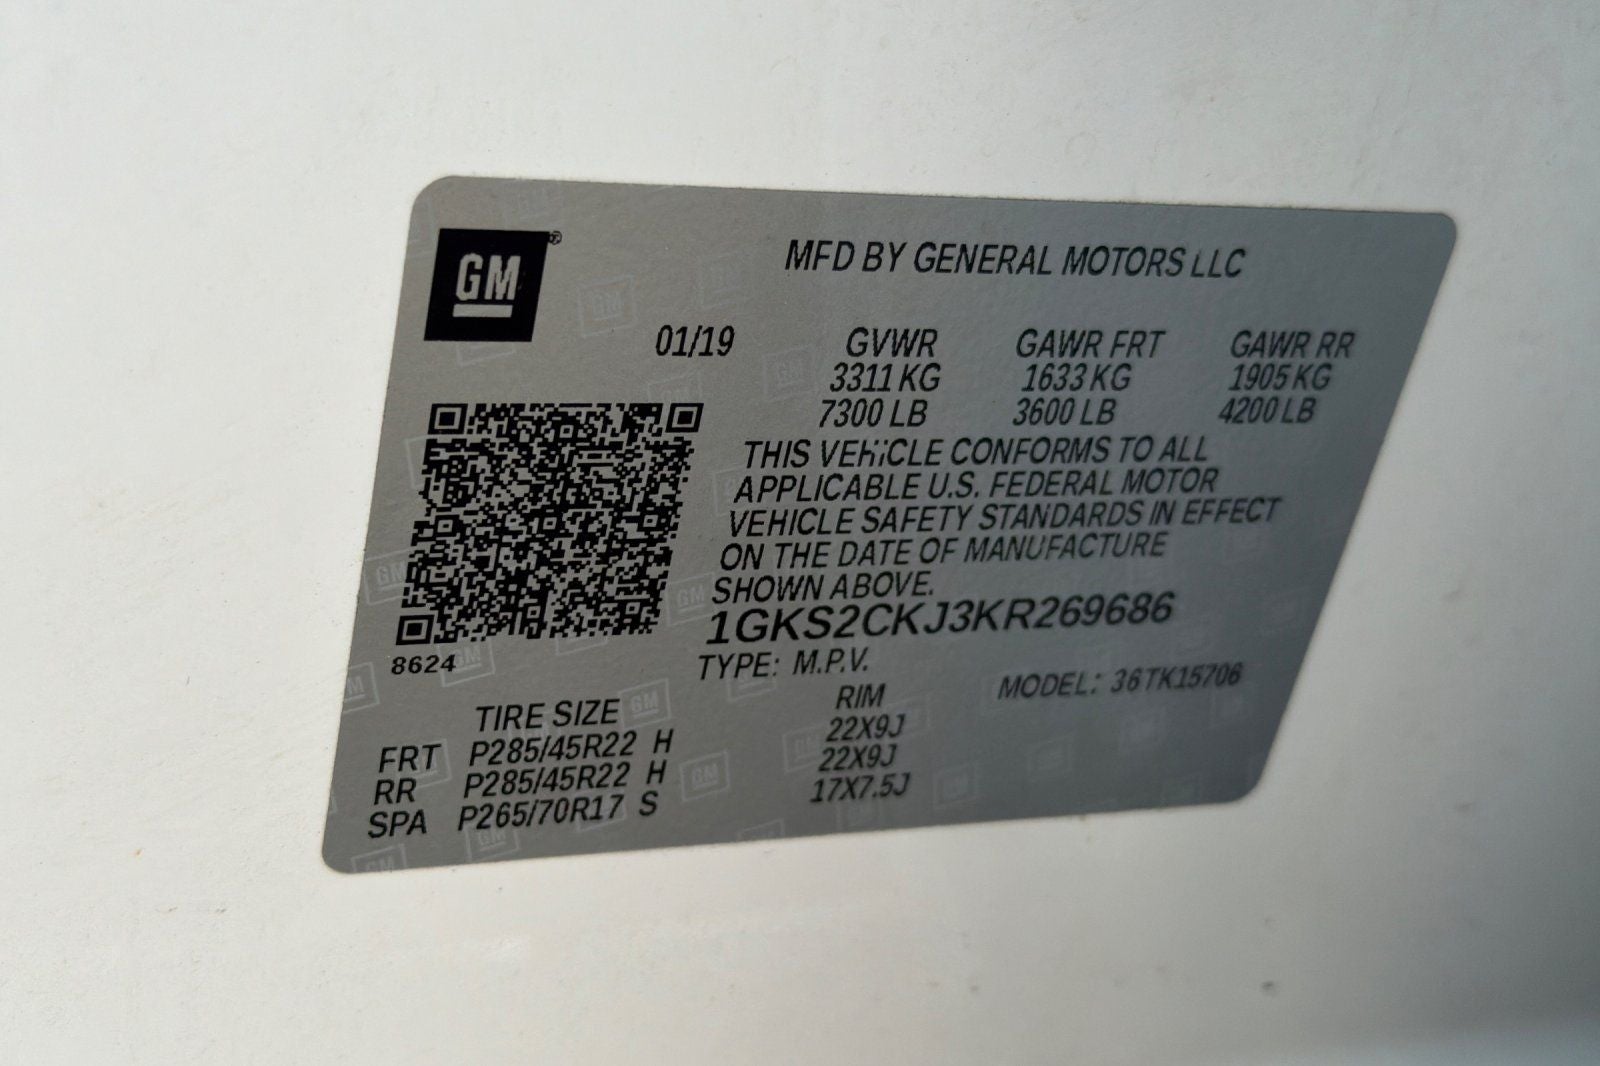 GM®
MFD BY GENERAL MOTORS LLC
01/19 GVWR GAWR FRT GAWR RR
3311 KG 1633 KG 1905 KG
7300 LB 3600 LB 4200 LB
THIS VEHICLE CONFORMS TO ALL
APPLICABLE U.S. FEDERAL MOTOR
VEHICLE SAFETY STANDARDS IN EFFECT
ON THE DATE OF MANUFACTURE
SHOWN ABOVE.
1GKS2CKJ3KR269686
8624
TYPE: M.P.V. MODEL: 36TK15706
TIRE SIZE RIM
FRT P285/45R22 H 22X9J
RR P285/45R22 H 22X9J
SPA P265/70R17 S 17X7.5J